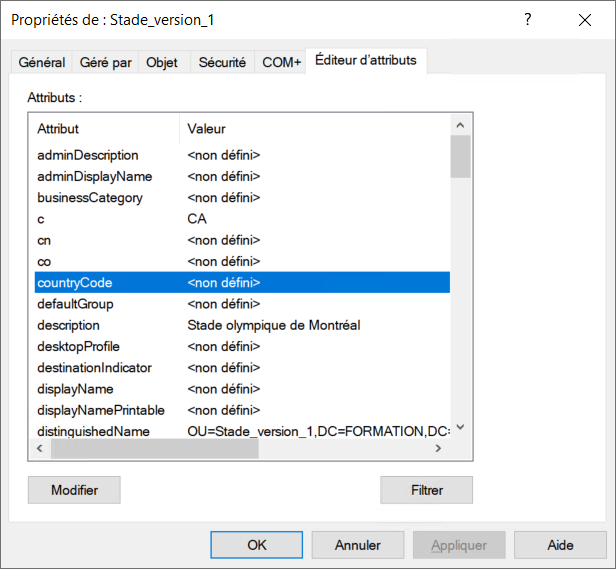 Propriétés de : Stade_version_1
Général Géré par Objet Sécurité COM+ Éditeur d'attributs
Attributs :
Attribut Valeur
adminDescription <non défini>
adminDisplayName <non défini>
businessCategory <non défini>
c CA
cn <non défini>
co <non défini>
countryCode <non défini>
defaultGroup <non défini>
description Stade olympique de Montréal
desktopProfile <non défini>
destinationIndicator <non défini>
displayName <non défini>
displayNamePrintable <non défini>
distinguishedName OU=Stade_version_1,DC=FORMATION,DC=
Modifier Filtrer
OK Annuler Appliquer Aide